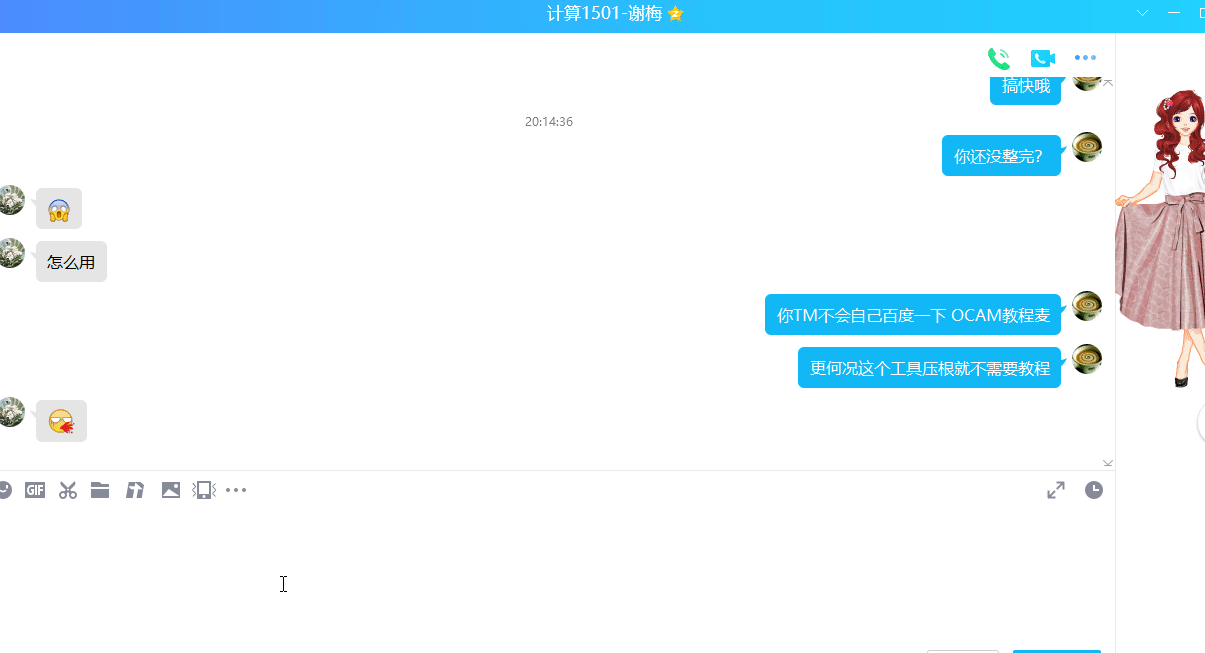 计算1501-谢梅
搞快哦
20:14:36
你还没整完?
怎么用
你TM不会自己百度一下 OCAM教程麦
更何况这个工具压根就不需要教程
GIF